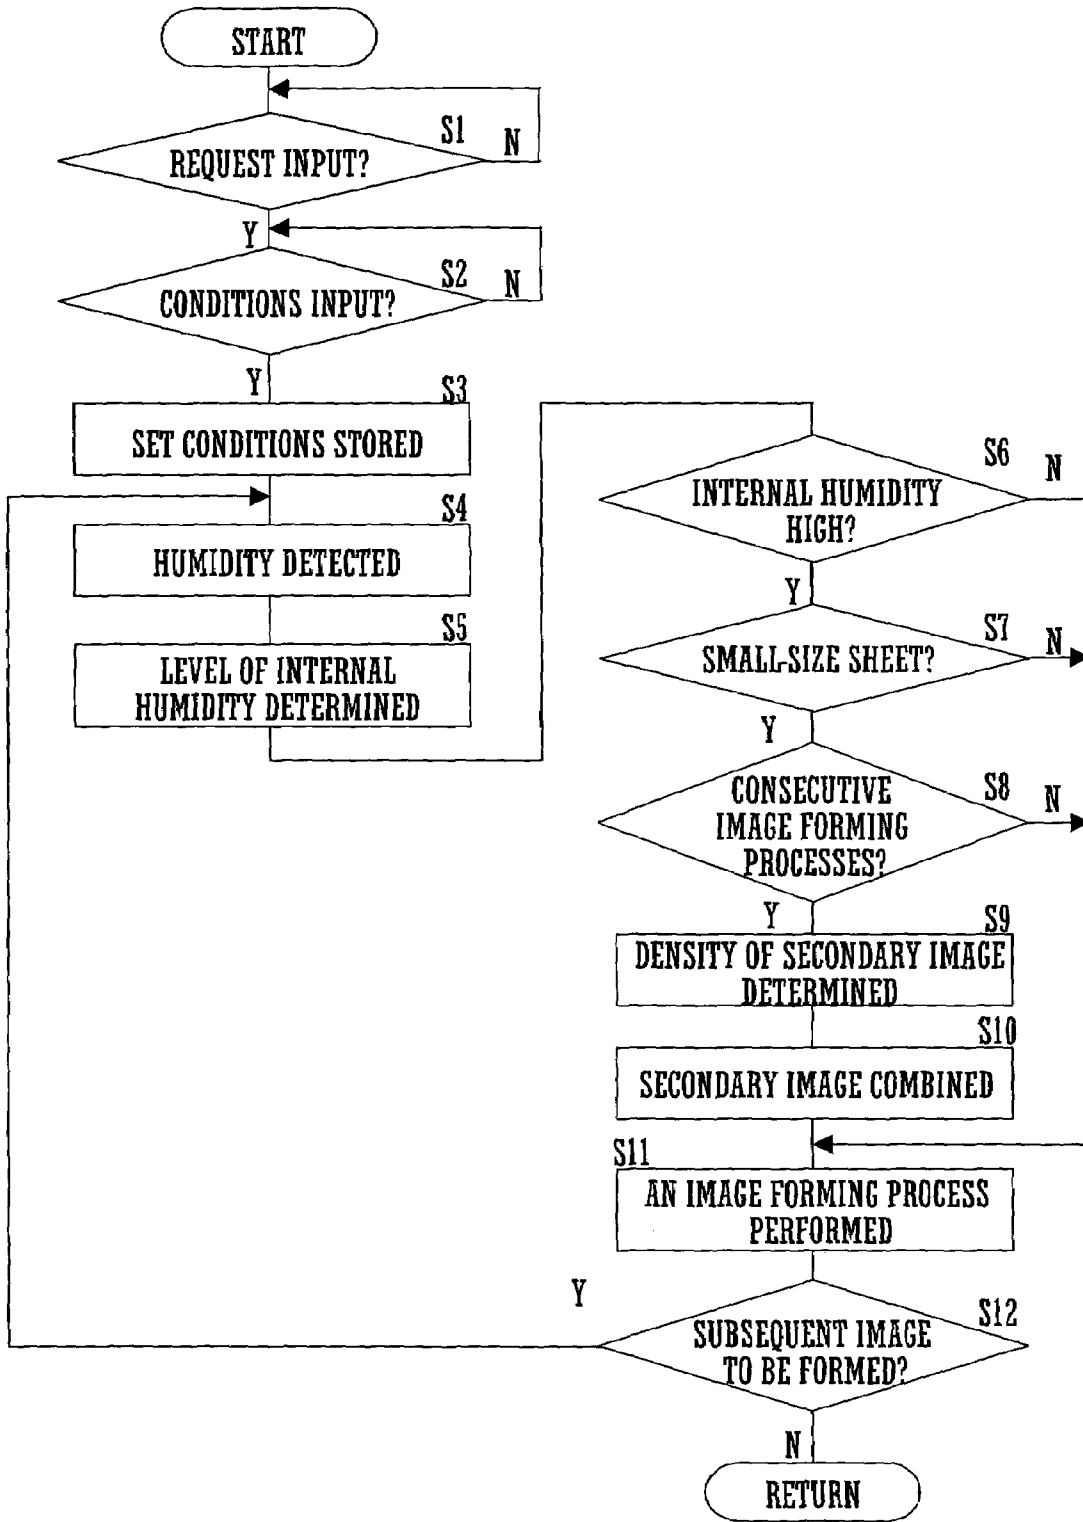 START
S1
N
REQUEST INPUT?
Y
S2
N
CONDITIONS INPUT?
Y
S3
SET CONDITIONS STORED
S4
HUMIDITY DETECTED
S5
LEVEL OF INTERNAL
HUMIDITY DETERMINED
S6
N
INTERNAL HUMIDITY
HIGH?
Y
S7
N
SMALL-SIZE SHEET?
Y
S8
N
CONSECUTIVE
IMAGE FORMING
PROCESSES?
Y
S9
DENSITY OF SECONDARY IMAGE
DETERMINED
S10
SECONDARY IMAGE COMBINED
S11
AN IMAGE FORMING PROCESS
PERFORMED
Y
S12
SUBSEQUENT IMAGE
TO BE FORMED?
N
RETURN